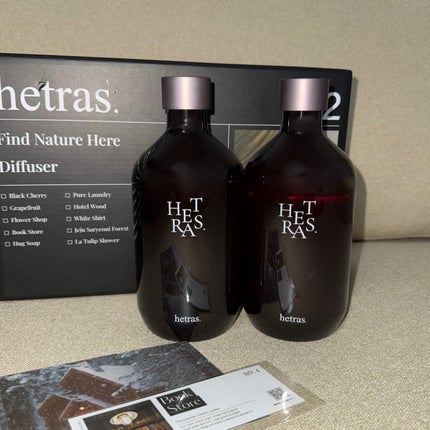 hetras.
2
Find Nature Here
Diffuser
Black Cherry
Grapefruit
Flower Shop
Book Store
Hug Soap
Pure Laundry
Hotel Wood
White Shirt
Jeju Saryeoni Forest
La Tulip Shower
HET
RAS.
hetras.
HET
RAS.
hetras.
Book
Store
NO.4